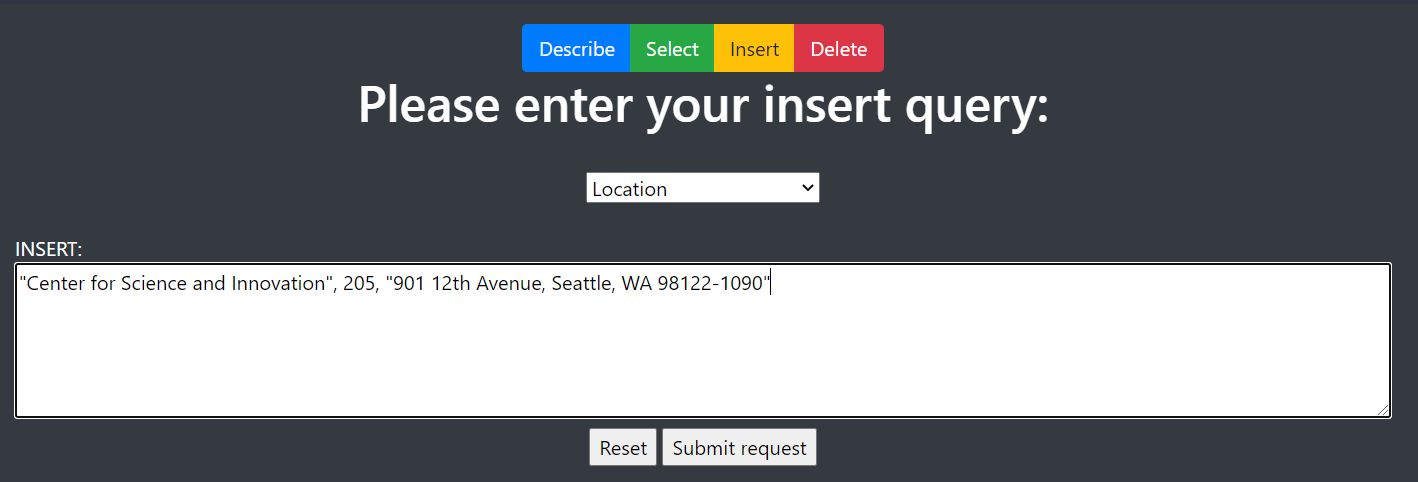 Describe Select Insert Delete
Please enter your insert query:
Location
INSERT:
"Center for Science and Innovation", 205, "901 12th Avenue, Seattle, WA 98122-1090"
Reset Submit request